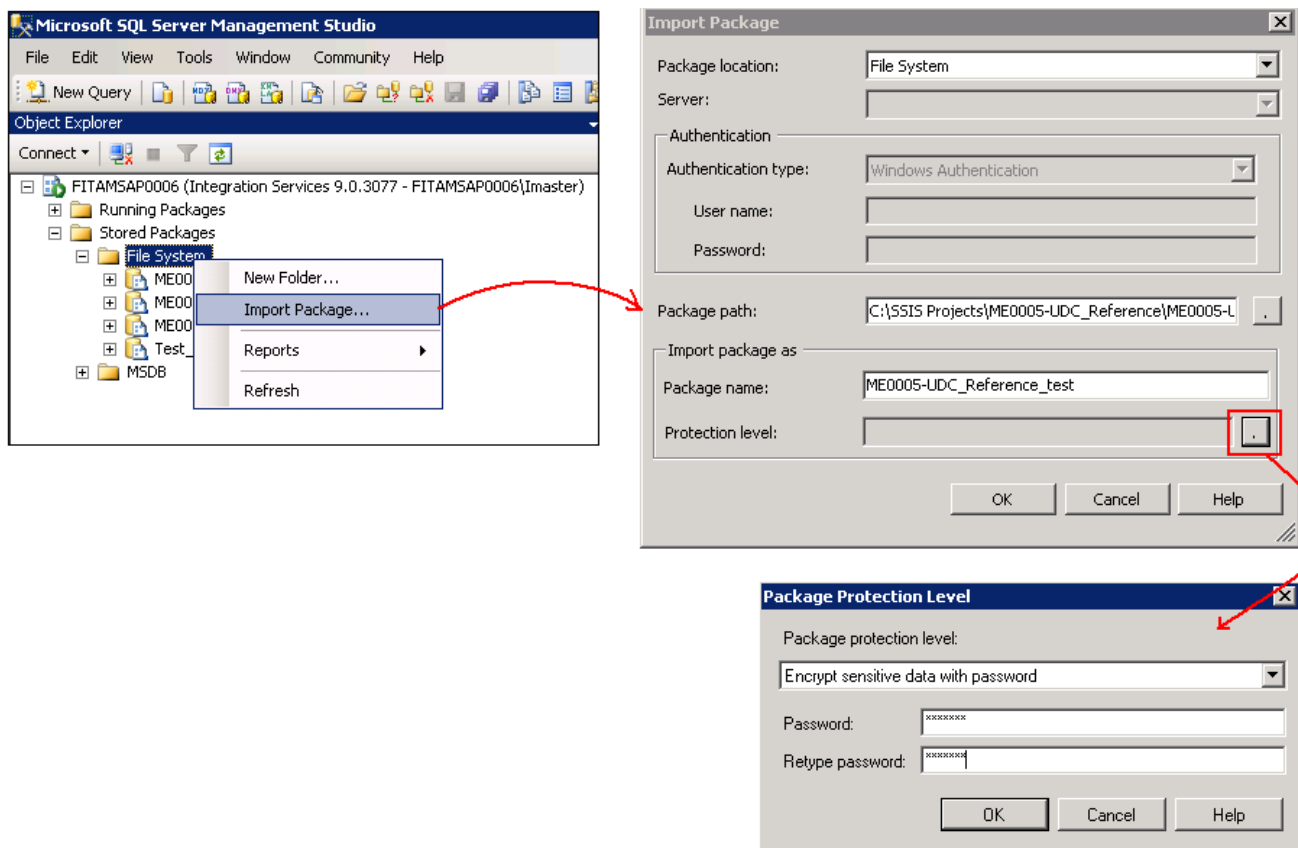 Microsoft SQL Server Management Studio
File Edit View Tools Window Community Help
New Query
Object Explorer
Connect
FITAMSAP0006 (Integration Services 9.0.3077 - FITAMSAP0006\Imaster)
Running Packages
Stored Packages
File System
ME00
ME00
ME00
Test_
MSDB
New Folder...
Import Package...
Reports
Refresh
Import Package
Package location: File System
Server:
Authentication
Authentication type: Windows Authentication
User name:
Password:
Package path: C:\SSIS Projects\ME0005-UDC_Reference\ME0005-U
Import package as
Package name: ME0005-UDC_Reference_test
Protection level: .
OK Cancel Help
Package Protection Level
Package protection level:
Encrypt sensitive data with password
Password: *******
Retype password: *******
OK Cancel Help